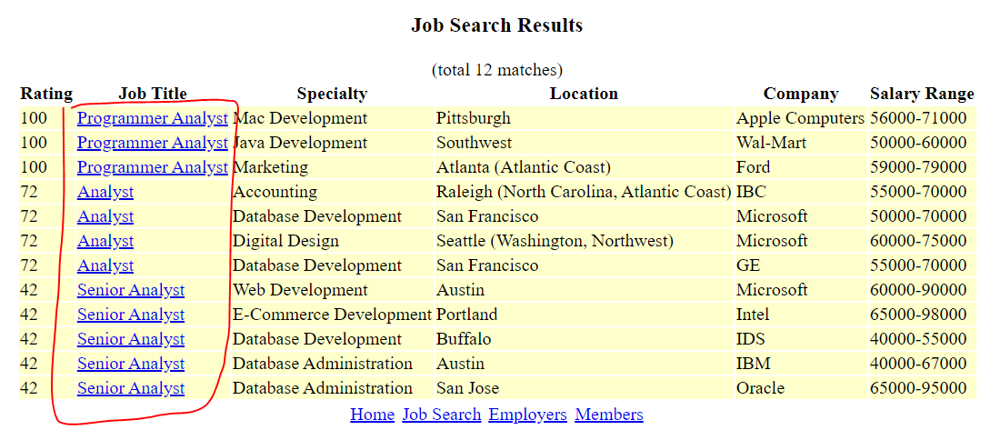 Job Search Results
(total 12 matches)
Rating Job Title Specialty Location Company Salary Range
100 Programmer Analyst Mac Development Pittsburgh Apple Computers 56000-71000
100 Programmer Analyst Java Development Southwest Wal-Mart 50000-60000
100 Programmer Analyst Marketing Atlanta (Atlantic Coast) Ford 59000-79000
72 Analyst Accounting Raleigh (North Carolina, Atlantic Coast) IBC 55000-70000
72 Analyst Database Development San Francisco Microsoft 50000-70000
72 Analyst Digital Design Seattle (Washington, Northwest) Microsoft 60000-75000
72 Analyst Database Development San Francisco GE 55000-70000
42 Senior Analyst Web Development Austin Microsoft 60000-90000
42 Senior Analyst E-Commerce Development Portland Intel 65000-98000
42 Senior Analyst Database Development Buffalo IDS 40000-55000
42 Senior Analyst Database Administration Austin IBM 40000-67000
42 Senior Analyst Database Administration San Jose Oracle 65000-95000
Home Job Search Employers Members